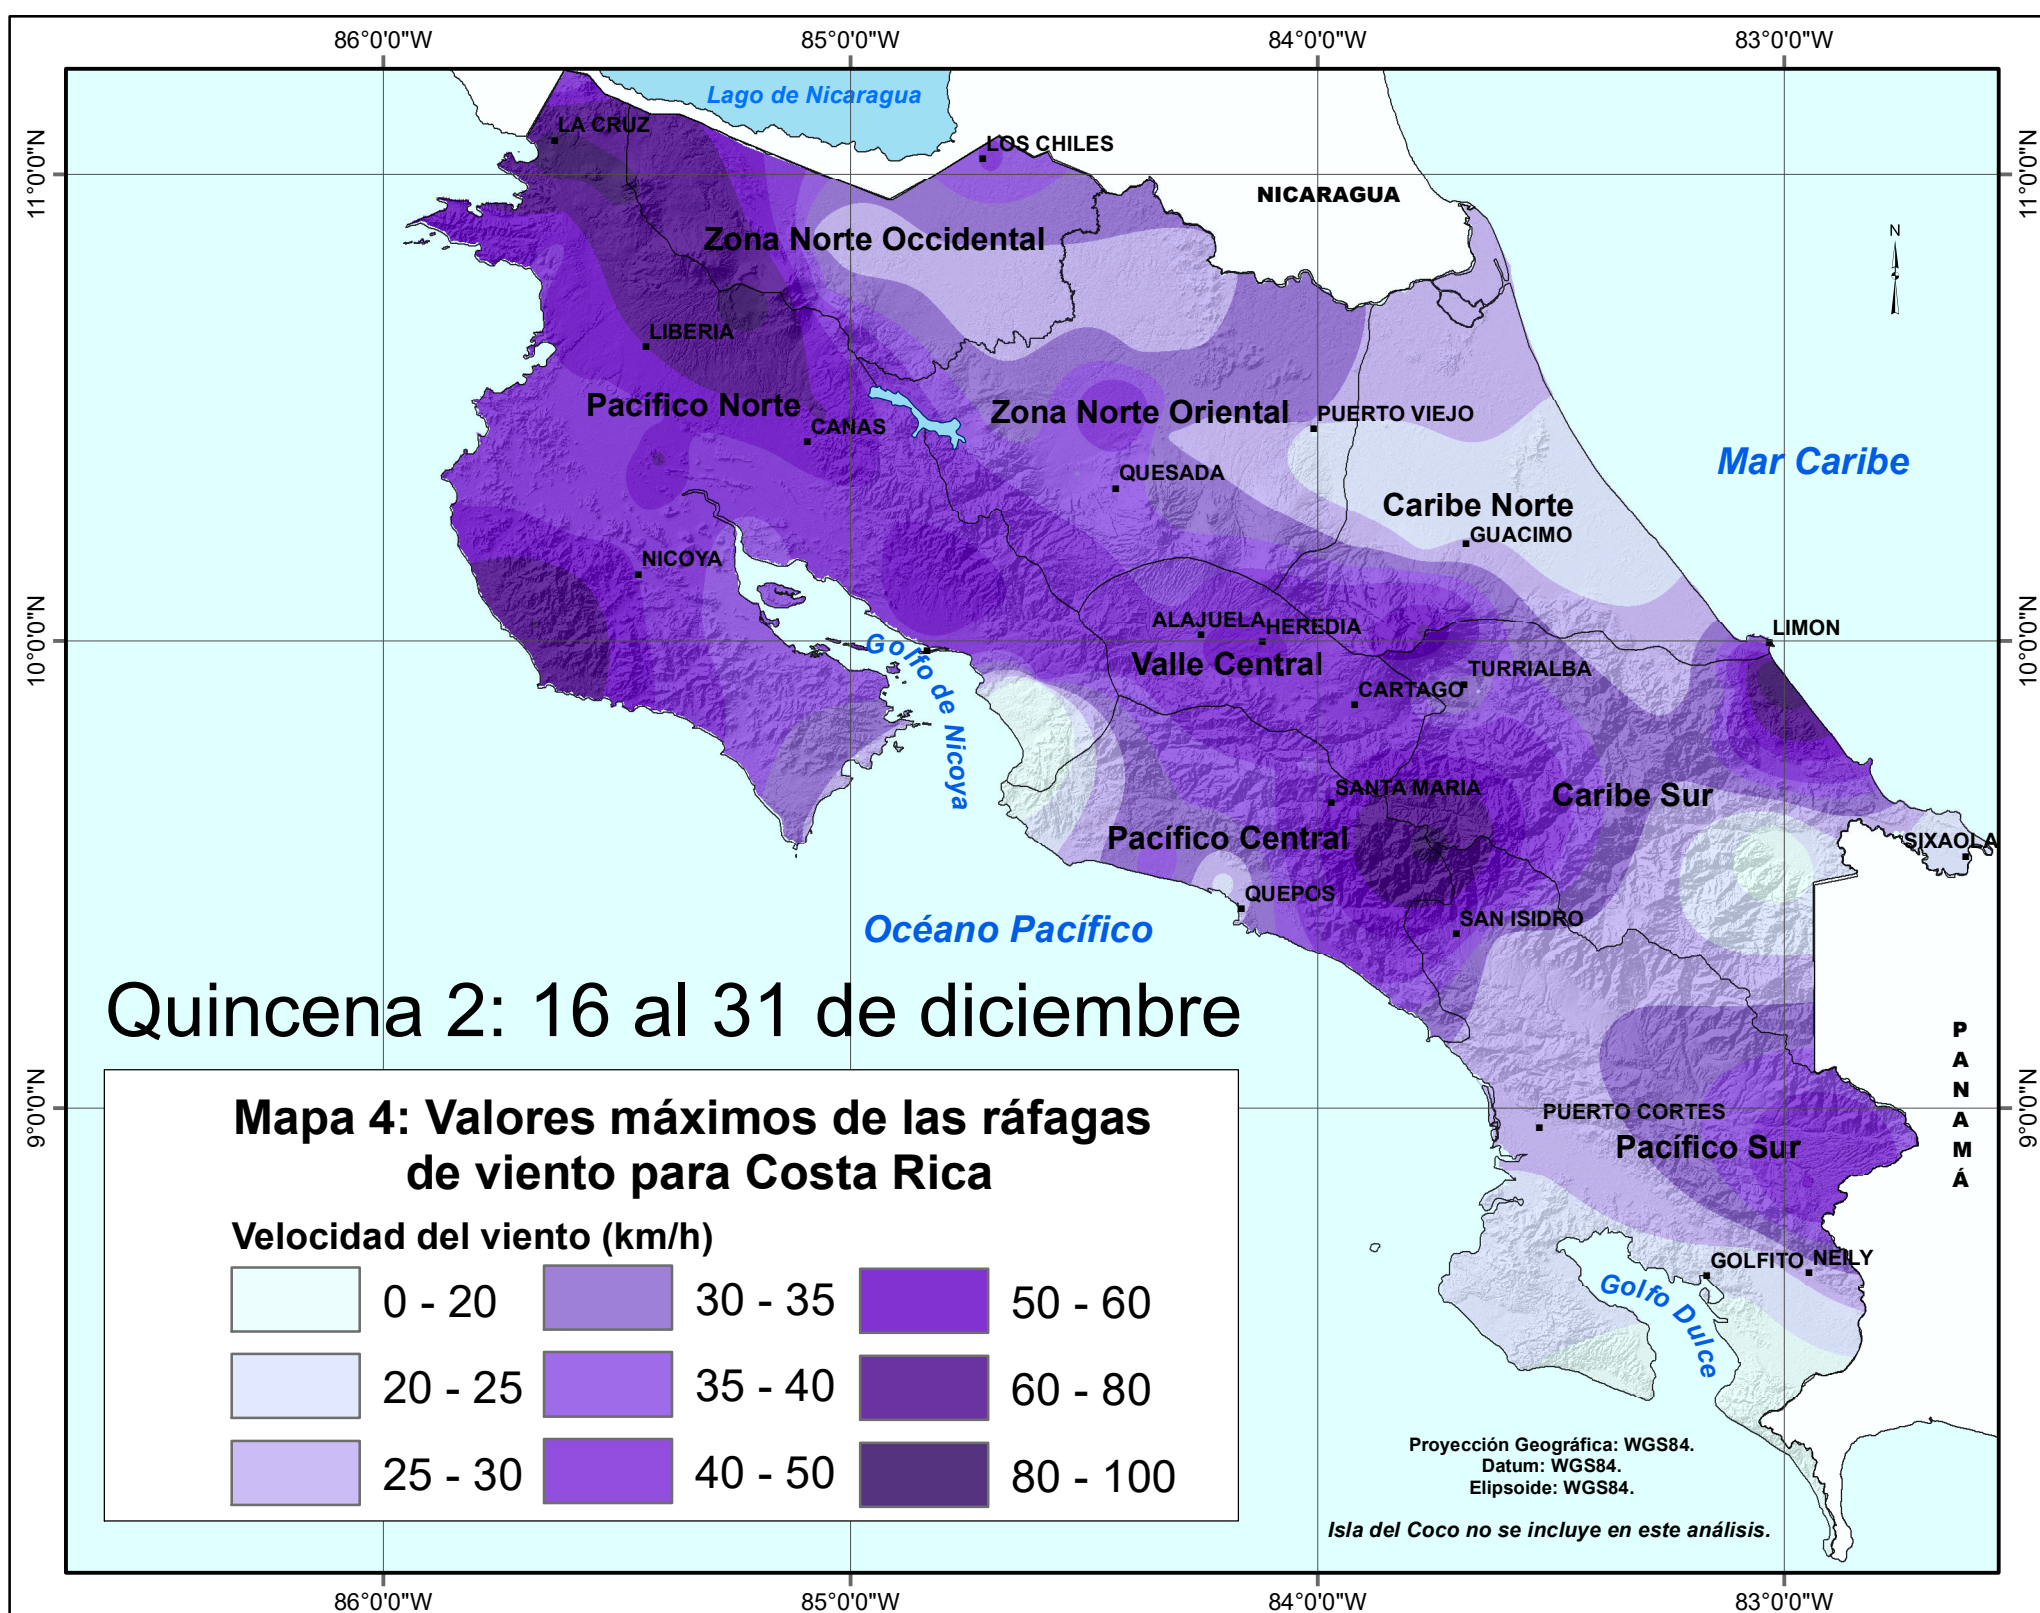 86°0'0"W
85°0'0"W
84°0'0"W
83°0'0"W
Lago de Nicaragua
LA CRUZ
LOS CHILES
11°0'0"N
11°0'0"N
NICARAGUA
N
Zona Norte Occidental
LIBERIA
Pacífico Norte
Zona Norte Oriental
PUERTO VIEJO
CANAS
Mar Caribe
QUESADA
Caribe Norte
GUACIMO
NICOYA
10°0'0"N
10°0'0"N
ALAJUELA
HEREDIA
LIMON
Golfo de Nicoya
Valle Central
TURRIALBA
CARTAGO
SANTA MARIA
Caribe Sur
Pacífico Central
SIXAOLA
QUEPOS
SAN ISIDRO
Océano Pacífico
Quincena 2: 16 al 31 de diciembre
PANAMÁ
9°0'0"N
9°0'0"N
PUERTO CORTES
Pacífico Sur
GOLFITO
NEILY
Golfo Dulce
Mapa 4: Valores máximos de las ráfagas
de viento para Costa Rica
Velocidad del viento (km/h)
0 - 20
30 - 35
50 - 60
20 - 25
35 - 40
60 - 80
25 - 30
40 - 50
80 - 100
Proyección Geográfica: WGS84.
Datum: WGS84.
Elipsoide: WGS84.
Isla del Coco no se incluye en este análisis.
86°0'0"W
85°0'0"W
84°0'0"W
83°0'0"W